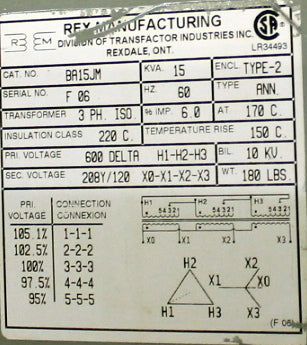 REX MANUFACTURING
DIVISION OF TRANSFACTOR INDUSTRIES INC.
REXDALE, ONT.
LR34493
CAT. NO. BA15JM KVA. 15 ENCL TYPE-2
SERIAL NO. F 06 HZ. 60 TYPE ANN.
TRANSFORMER 3 PH. ISO. % IMP. 6.0 AT 170 C.
INSULATION CLASS 220 C. TEMPERATURE RISE 150 C.
PRI. VOLTAGE 600 DELTA H1-H2-H3 BIL. 10 KV.
SEC. VOLTAGE 208Y/120 X0-X1-X2-X3 WT. 180 LBS.
PRI. VOLTAGE CONNECTION CONNEXION
105.1% 1-1-1
102.5% 2-2-2
100% 3-3-3
97.5% 4-4-4
95% 5-5-5
H1 H2 H3
54321 54321 54321
X0 X1 X2 X3
H2 X2
X1 X0
H1 H3 X3
(F 06)